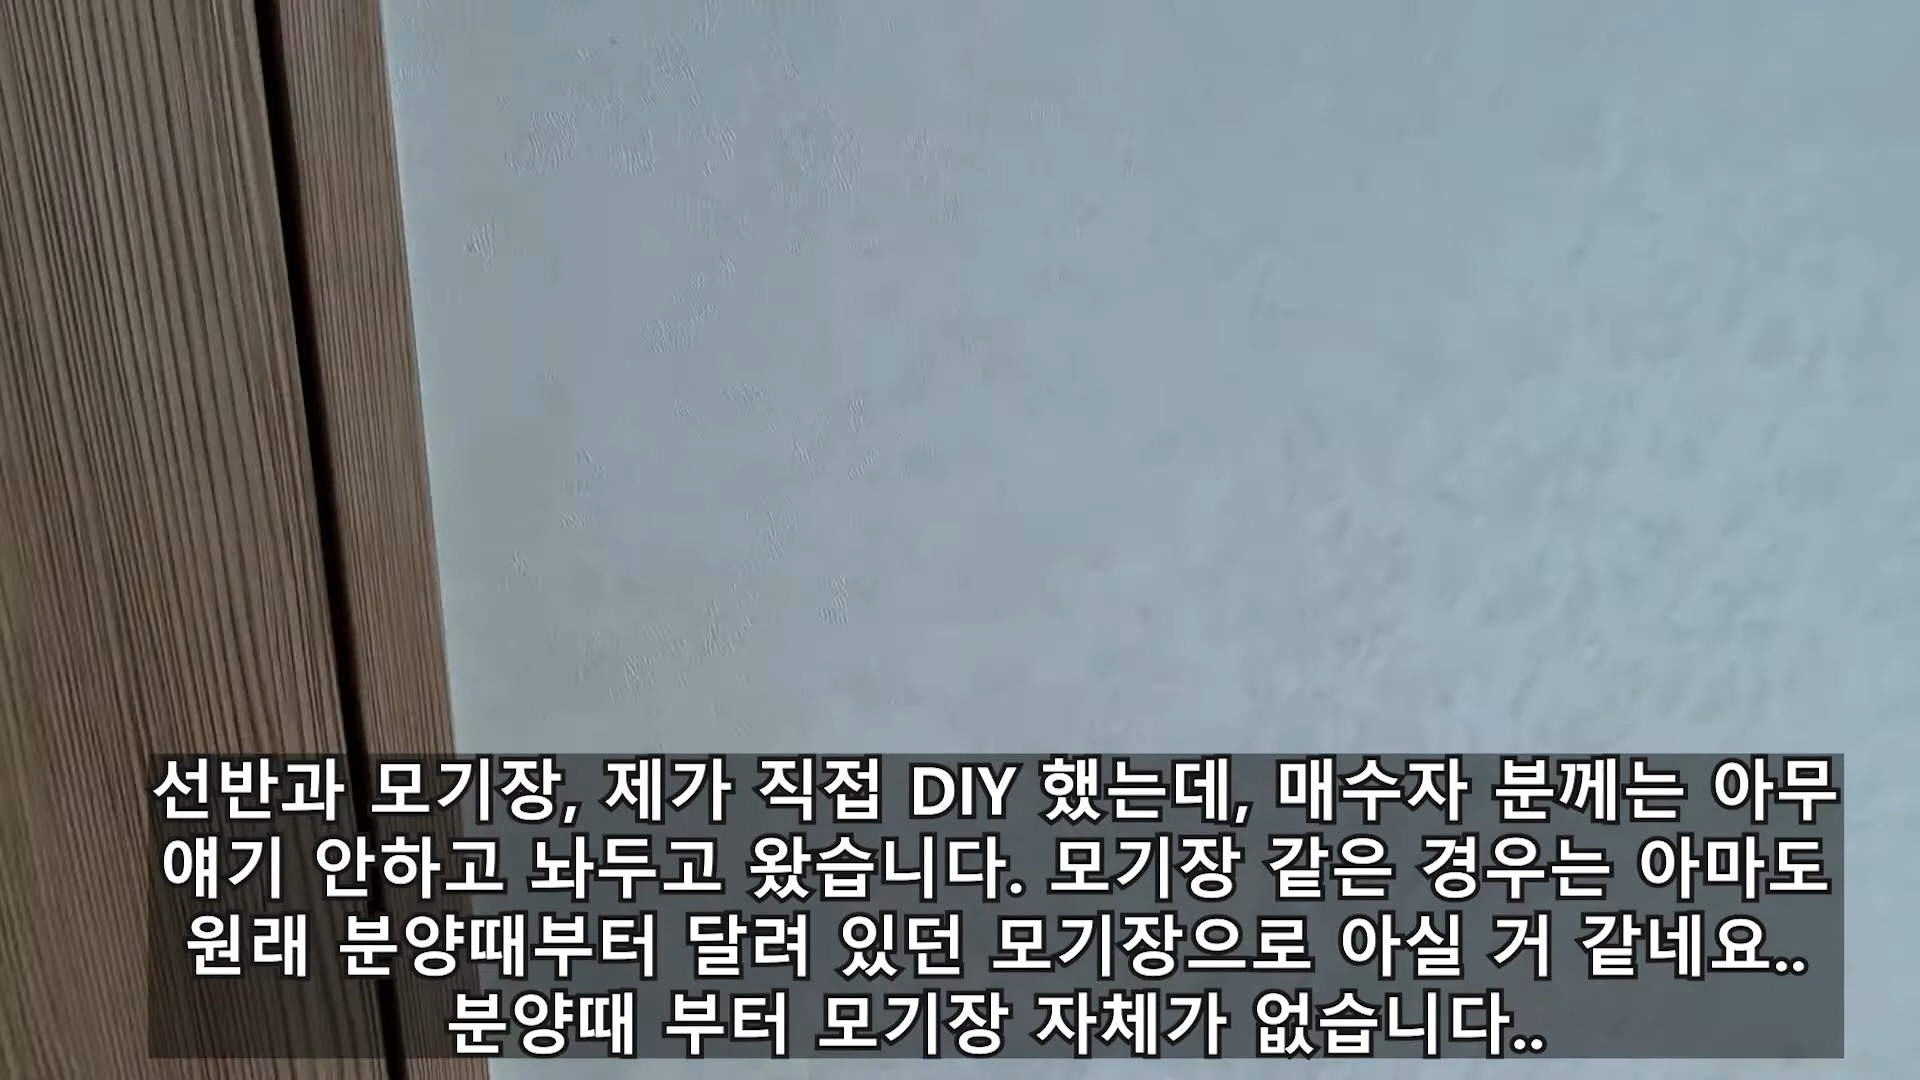 선반과 모기장, 제가 직접 DIY 했는데, 매수자 분께는 아무
얘기 안하고 놔두고 왔습니다. 모기장 같은 경우는 아마도
원래 분양때부터 달려 있던 모기장으로 아실 거 같네요..
분양때 부터 모기장 자체가 없습니다..